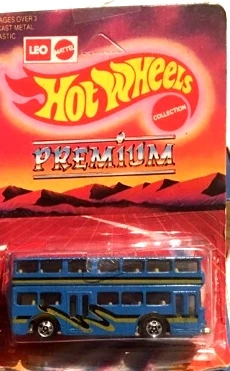 AGES OVER 3
CAST METAL
ASTIC
LEO MATTEL
Hot Wheels
COLLECTION
PREMIUM